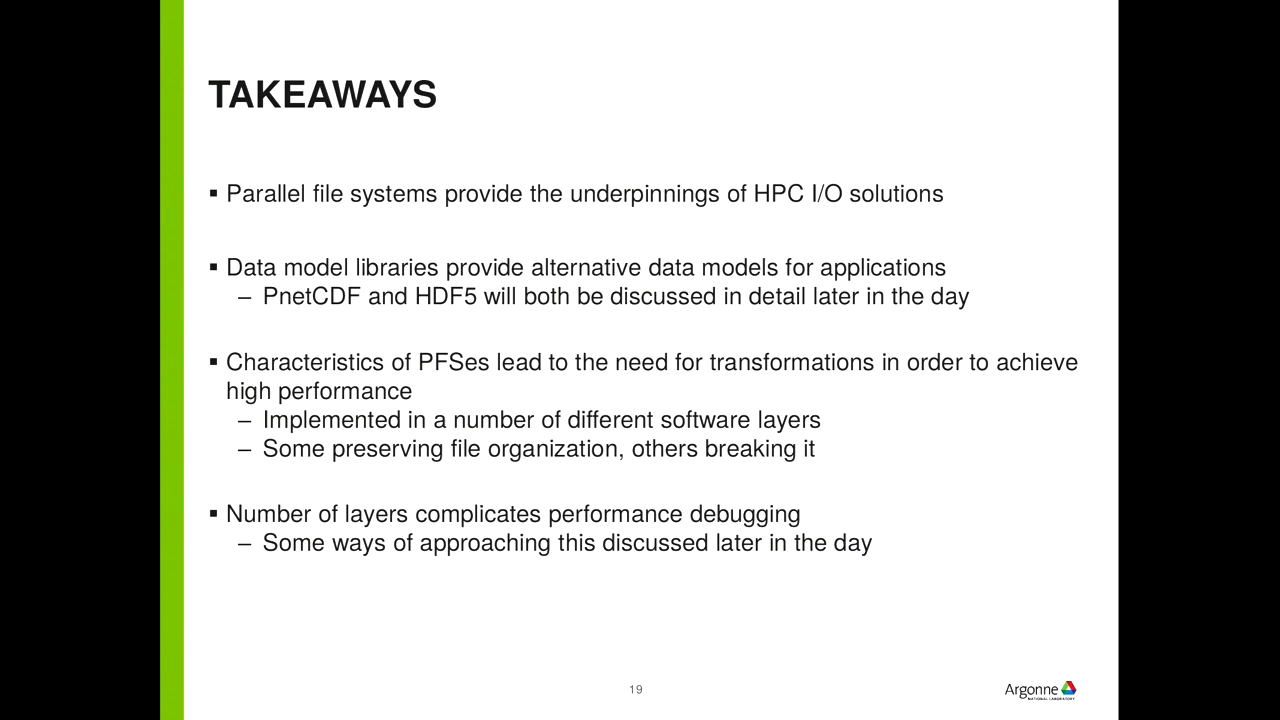 TAKEAWAYS
▪ Parallel file systems provide the underpinnings of HPC I/O solutions
▪ Data model libraries provide alternative data models for applications
– PnetCDF and HDF5 will both be discussed in detail later in the day
▪ Characteristics of PFSes lead to the need for transformations in order to achieve
high performance
– Implemented in a number of different software layers
– Some preserving file organization, others breaking it
▪ Number of layers complicates performance debugging
– Some ways of approaching this discussed later in the day
19
Argonne
NATIONAL LABORATORY